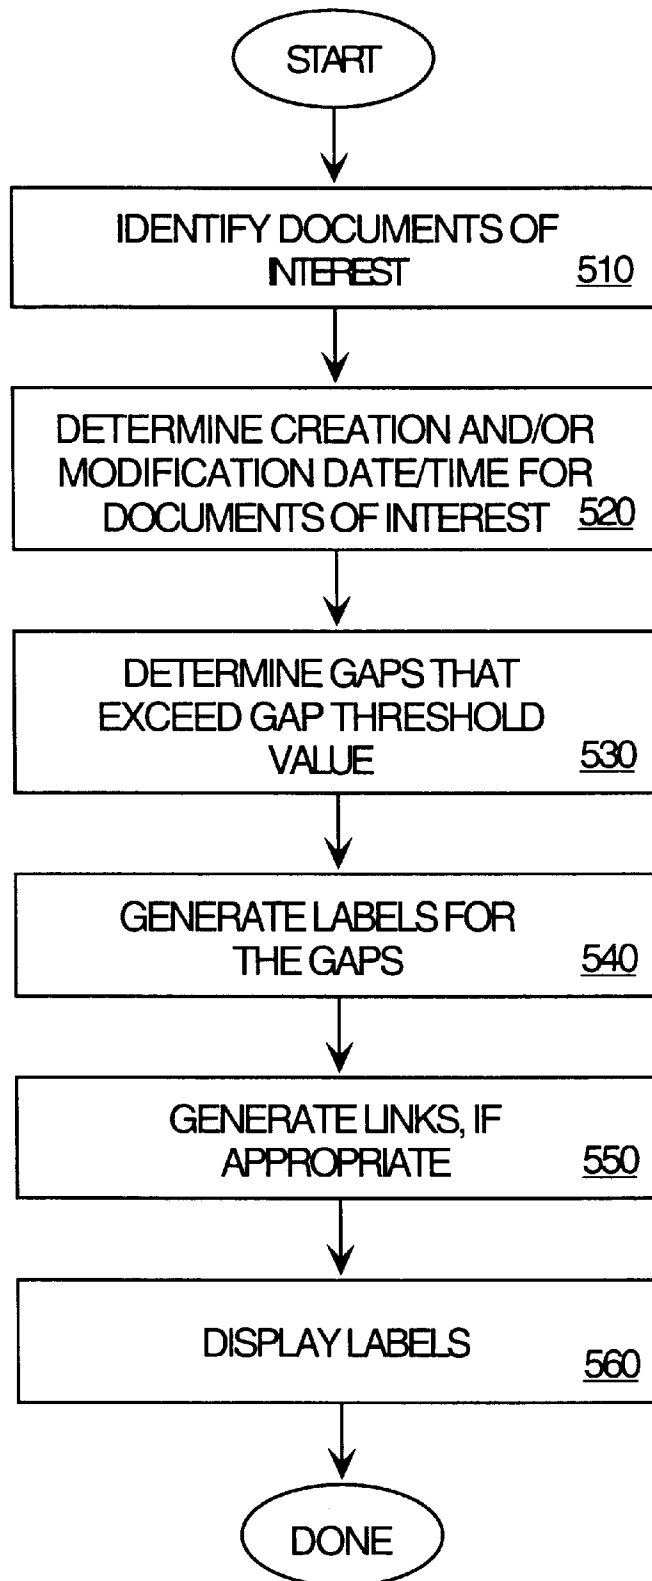 START
IDENTIFY DOCUMENTS OF
INTEREST
510
DETERMINE CREATION AND/OR
MODIFICATION DATE/TIME FOR
DOCUMENTS OF INTEREST
520
DETERMINE GAPS THAT
EXCEED GAP THRESHOLD
VALUE
530
GENERATE LABELS FOR
THE GAPS
540
GENERATE LINKS, IF
APPROPRIATE
550
DISPLAY LABELS
560
DONE